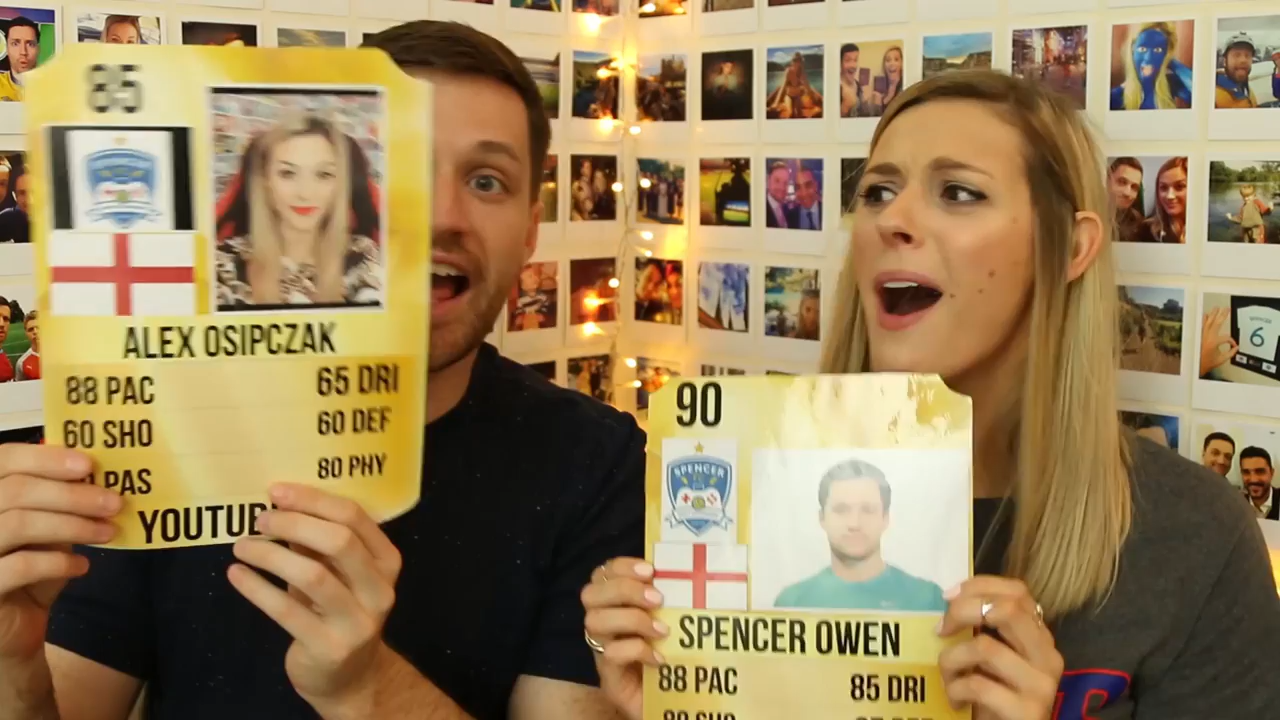 85
ALEX OSIPCZAK
88 PAC 65 DRI
60 SHO 60 DEF
PAS 80 PHY
90
SPENCER
SPENCER OWEN
88 PAC 85 DRI
6